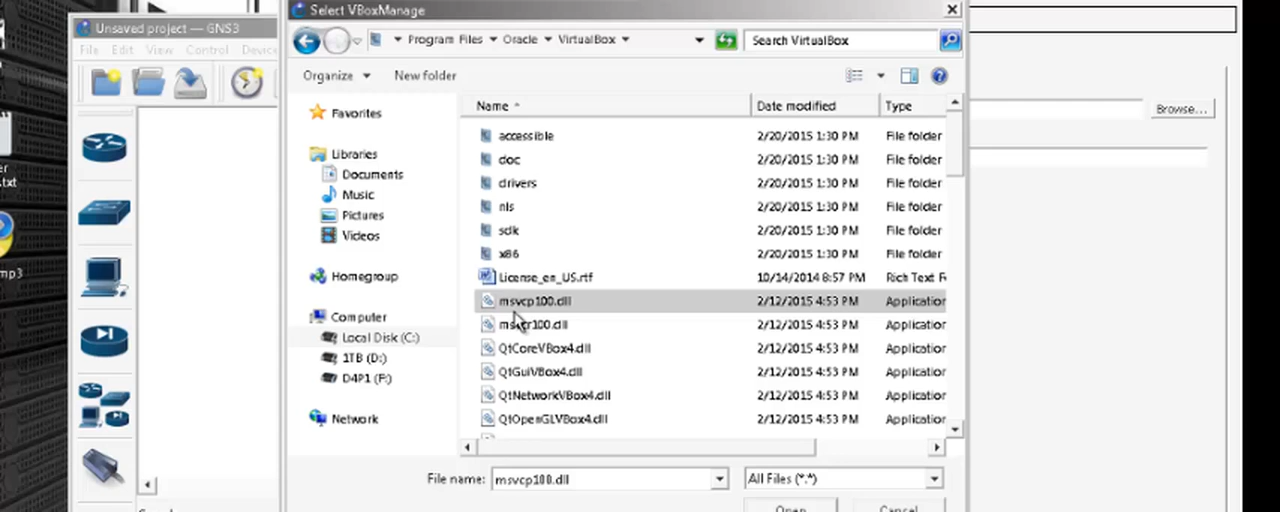 Select VBoxManage
Unsaved project — GNS3
File Edit View Control Device
Program Files Oracle VirtualBox
Search VirtualBox
Organize New folder
Name Date modified Type
Browse...
Favorites
Libraries
Documents
Music
Pictures
Videos
Homegroup
Computer
Local Disk (C:)
1TB (D:)
D4P1 (F:)
Network
accessible 2/20/2015 1:30 PM File folder
doc 2/20/2015 1:30 PM File folder
drivers 2/20/2015 1:30 PM File folder
nls 2/20/2015 1:30 PM File folder
sdk 2/20/2015 1:30 PM File folder
x86 2/20/2015 1:30 PM File folder
License_en_US.rtf 10/14/2014 8:57 PM Rich Text F
msvcp100.dll 2/12/2015 4:53 PM Application
msvcr100.dll 2/12/2015 4:53 PM Application
QtCoreVBox4.dll 2/12/2015 4:53 PM Application
QtGuiVBox4.dll 2/12/2015 4:53 PM Application
QtNetworkVBox4.dll 2/12/2015 4:53 PM Application
QtOpenGLVBox4.dll 2/12/2015 4:53 PM Application
File name: msvcp100.dll All Files (*.*)
Open Cancel
er
.txt
mp3